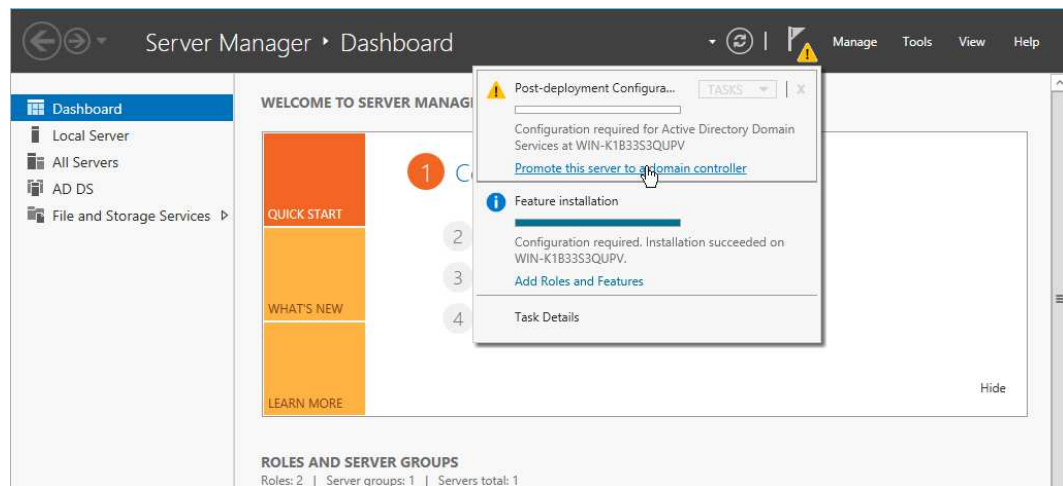 Server Manager ‣ Dashboard
Manage Tools View Help
Dashboard
Local Server
All Servers
AD DS
File and Storage Services
WELCOME TO SERVER MANAG
QUICK START
WHAT'S NEW
LEARN MORE
1
2
3
4
Post-deployment Configura...
TASKS
X
Configuration required for Active Directory Domain
Services at WIN-K1B33S3QUPV
Promote this server to a domain controller
Feature installation
Configuration required. Installation succeeded on
WIN-K1B33S3QUPV.
Add Roles and Features
Task Details
Hide
ROLES AND SERVER GROUPS
Roles: 2 | Server groups: 1 | Servers total: 1